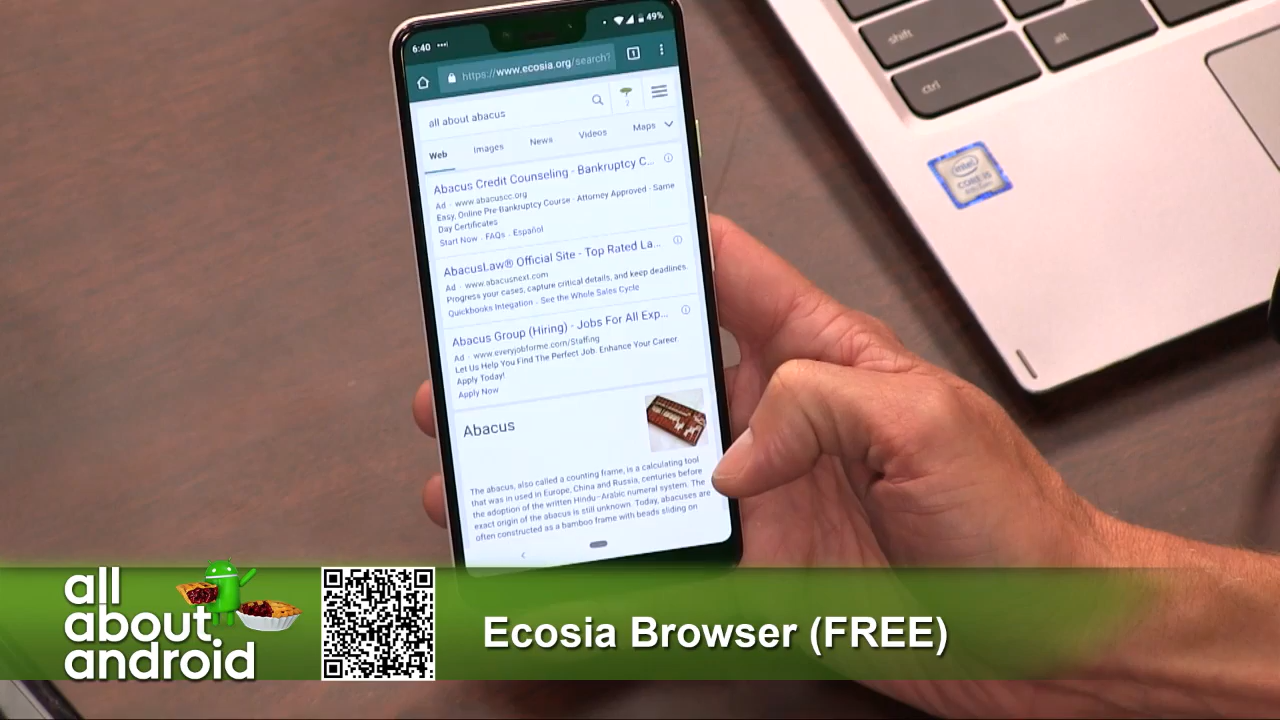 6:40
49%
https://www.ecosia.org/search?
1
all about abacus
2
Web Images News Videos Maps
Abacus Credit Counseling - Bankruptcy C...
Ad · www.abacuscc.org
Easy, Online Pre-Bankruptcy Course · Attorney Approved · Same
Day Certificates
Start Now · FAQs · Español
AbacusLaw® Official Site - Top Rated La...
Ad · www.abacusnext.com
Progress your cases, capture critical details, and keep deadlines.
Quickbooks Integation · See the Whole Sales Cycle
Abacus Group (Hiring) - Jobs For All Exp...
Ad · www.everyjobforme.com/Staffing
Let Us Help You Find The Perfect Job. Enhance Your Career
Apply Today!
Apply Now
Abacus
The abacus, also called a counting frame, is a calculating tool
that was in used in Europe, China and Russia, centuries before
the adoption of the written Hindu–Arabic numeral system. The
exact origin of the abacus is still unknown. Today, abacuses are
often constructed as a bamboo frame with beads sliding on
shift
alt
ctrl
intel
CORE i5
all
about
android
Ecosia Browser (FREE)